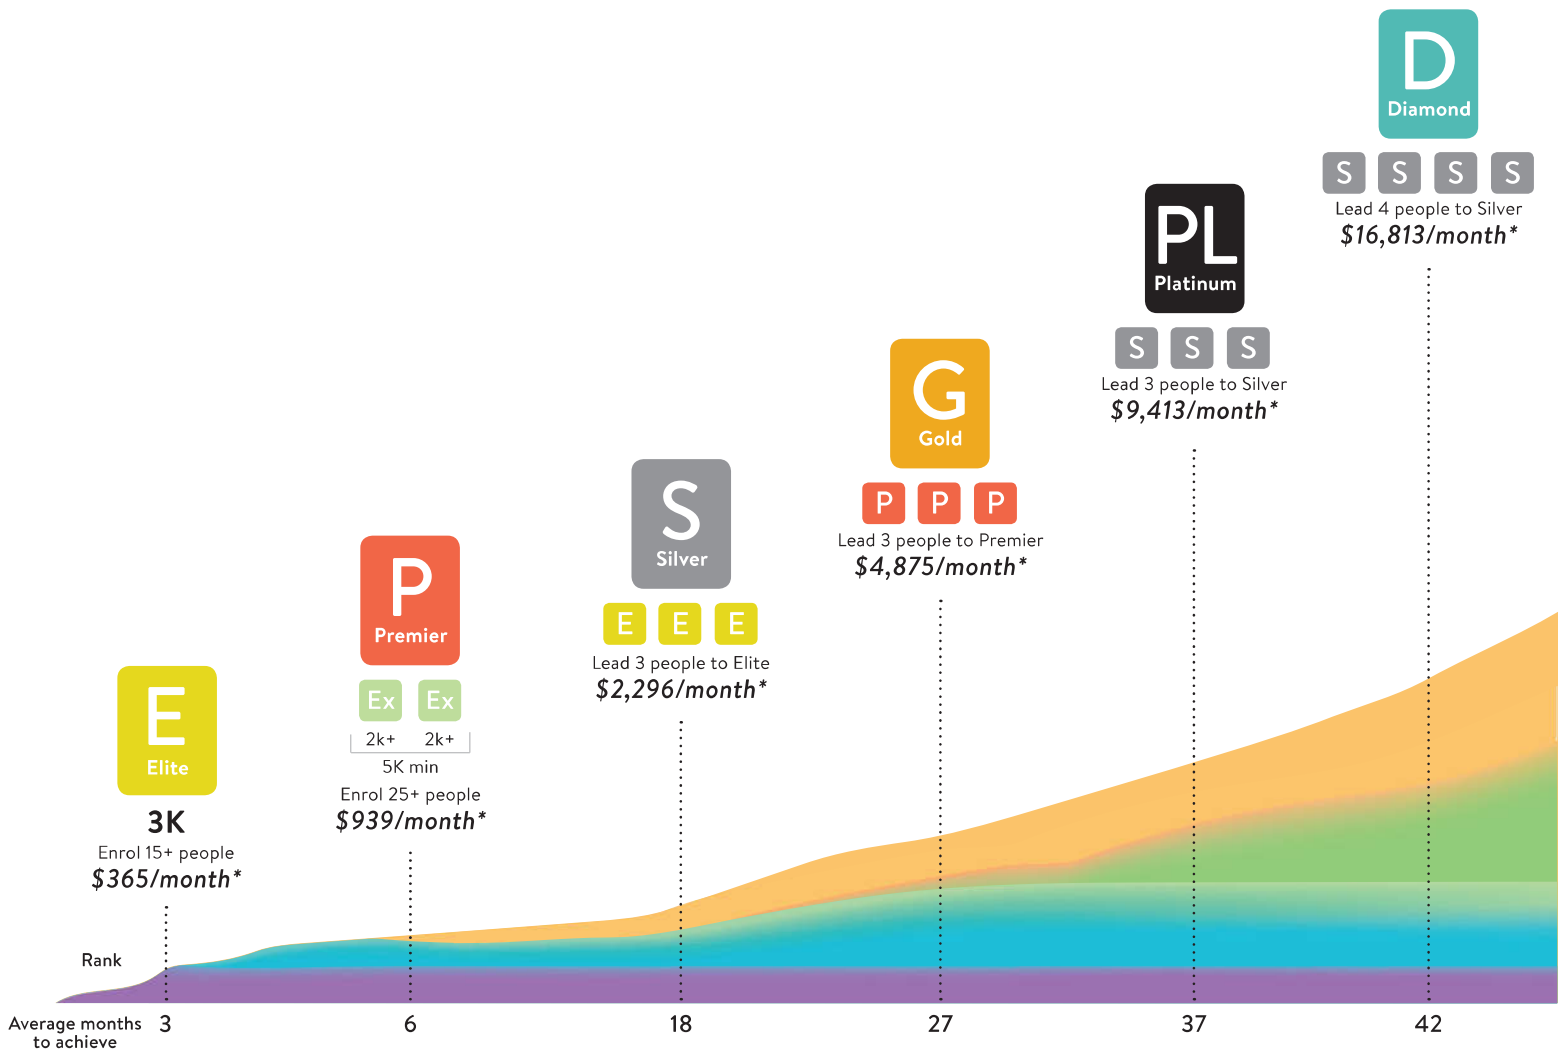 D
Diamond
S S S S
Lead 4 people to Silver
$16,813/month*
PL
Platinum
S S S
Lead 3 people to Silver
$9,413/month*
G
Gold
P P P
Lead 3 people to Premier
$4,875/month*
S
Silver
E E E
Lead 3 people to Elite
$2,296/month*
P
Premier
Ex Ex
2k+ 2k+
5K min
Enrol 25+ people
$939/month*
E
Elite
3K
Enrol 15+ people
$365/month*
Rank
Average months
to achieve
3 6 18 27 37 42